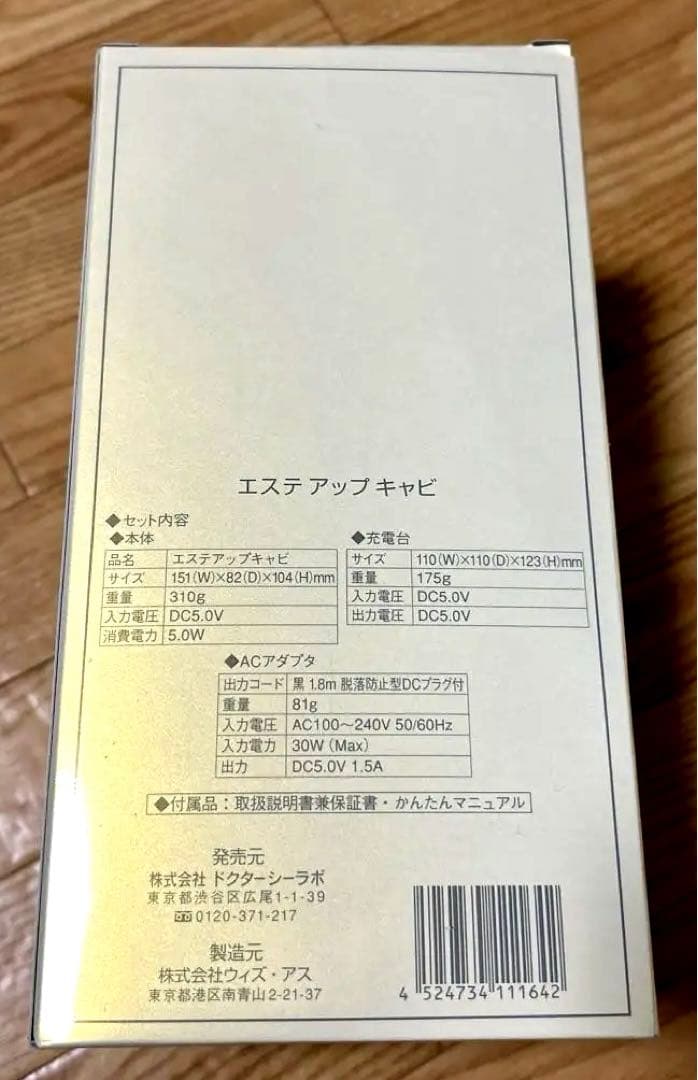 エステ アップ キャビ
◆セット内容
◆本体
品名 エステアップキャビ
サイズ 151(W)×82(D)×104(H)mm
重量 310g
入力電圧 DC5.0V
消費電力 5.0W
◆充電台
サイズ 110(W)×110(D)×123(H)mm
重量 175g
入力電圧 DC5.0V
出力電圧 DC5.0V
◆ACアダプタ
出力コード 黒 1.8m 脱落防止型DCプラグ付
重量 81g
入力電圧 AC100〜240V 50/60Hz
入力電力 30W (Max)
出力 DC5.0V 1.5A
◆付属品：取扱説明書兼保証書・かんたんマニュアル
発売元
株式会社 ドクターシーラボ
東京都渋谷区広尾1-1-39
0120-371-217
製造元
株式会社ウィズ・アス
東京都港区南青山2-21-37
4 524734 111642